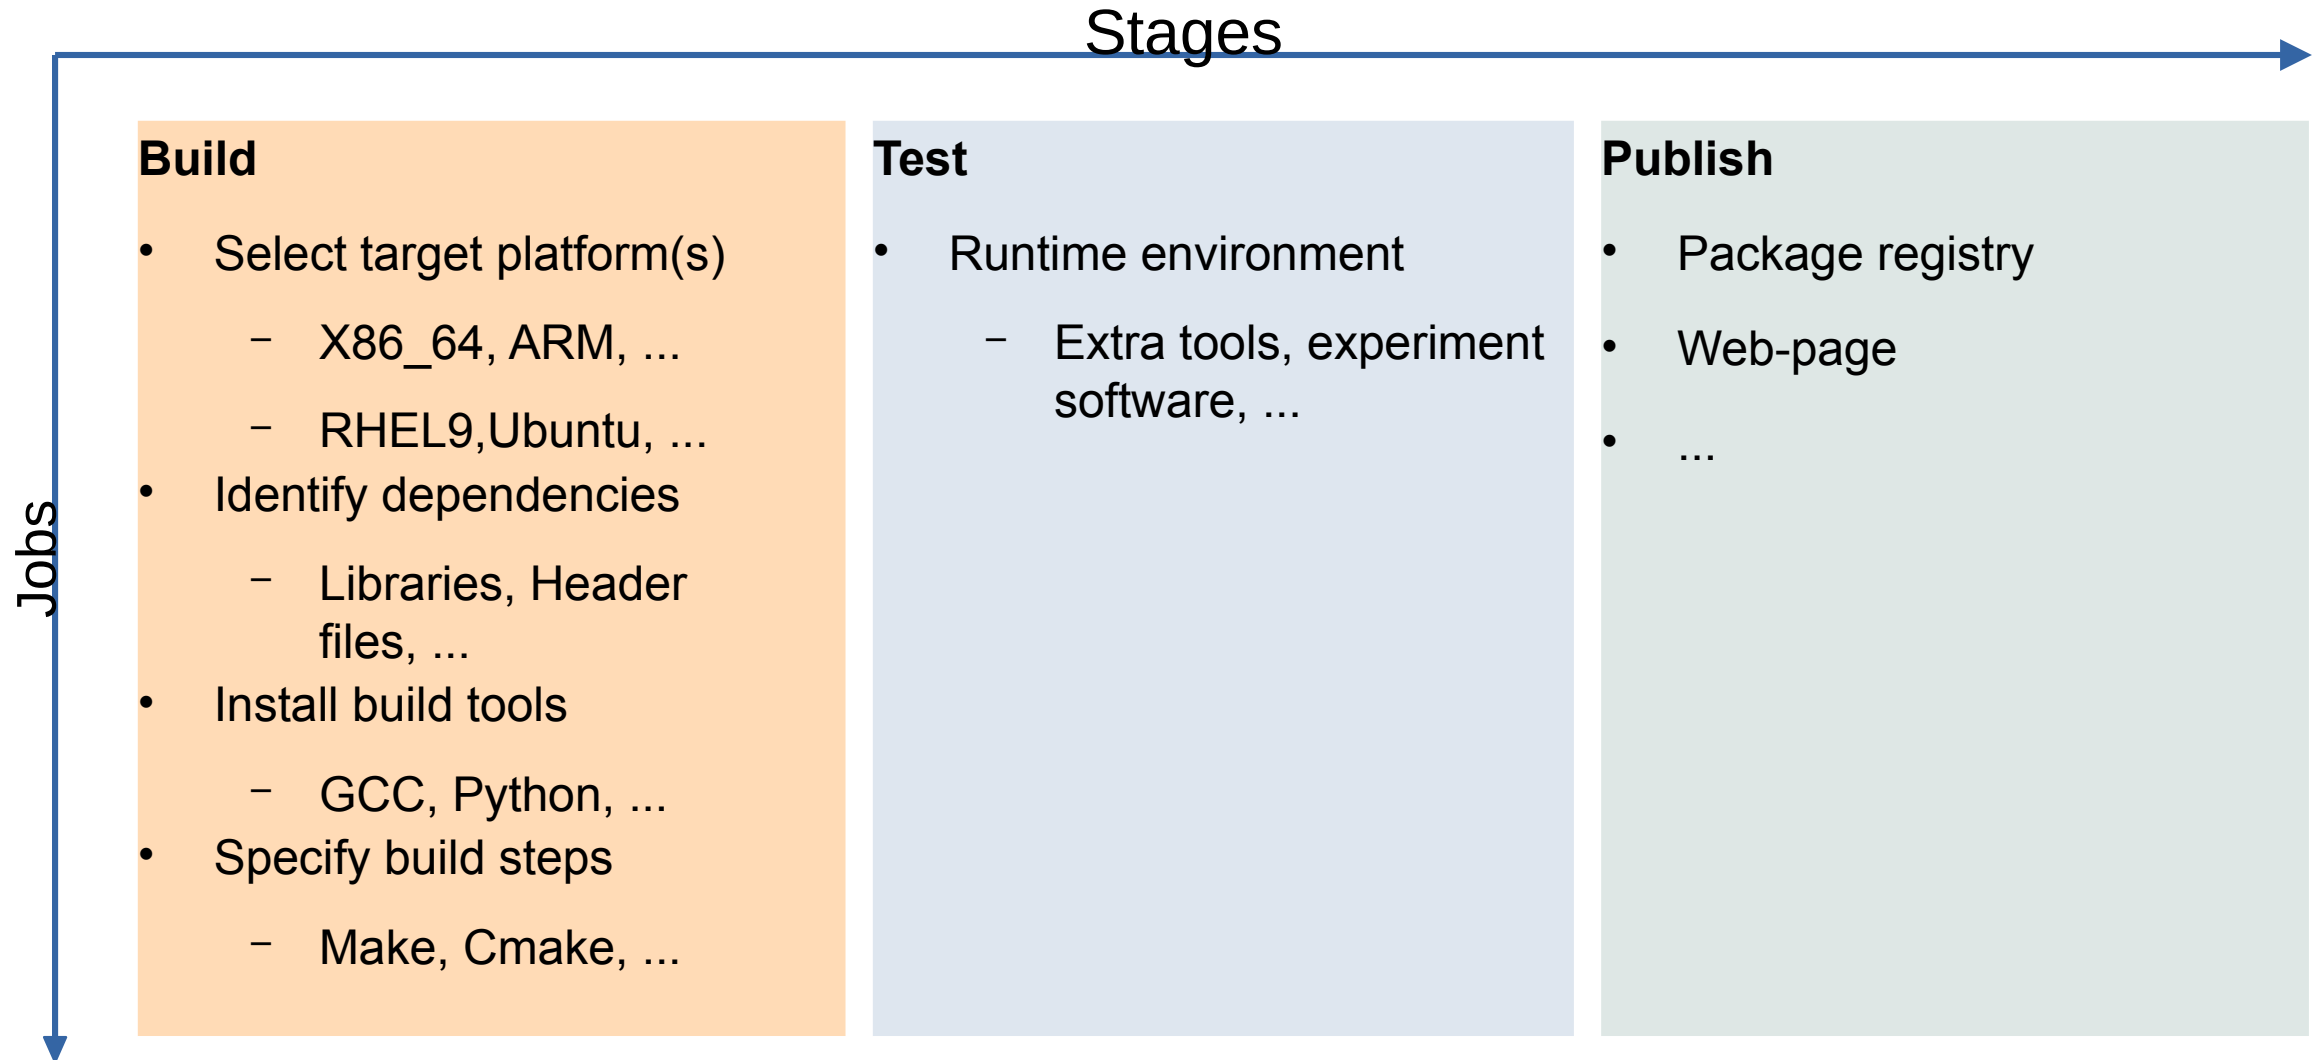 Stages
Jobs
Build
• Select target platform(s)
– X86_64, ARM, ...
– RHEL9,Ubuntu, ...
• Identify dependencies
– Libraries, Header
files, ...
• Install build tools
– GCC, Python, ...
• Specify build steps
– Make, Cmake, ...
Test
• Runtime environment
– Extra tools, experiment
software, ...
Publish
• Package registry
• Web-page
• ...